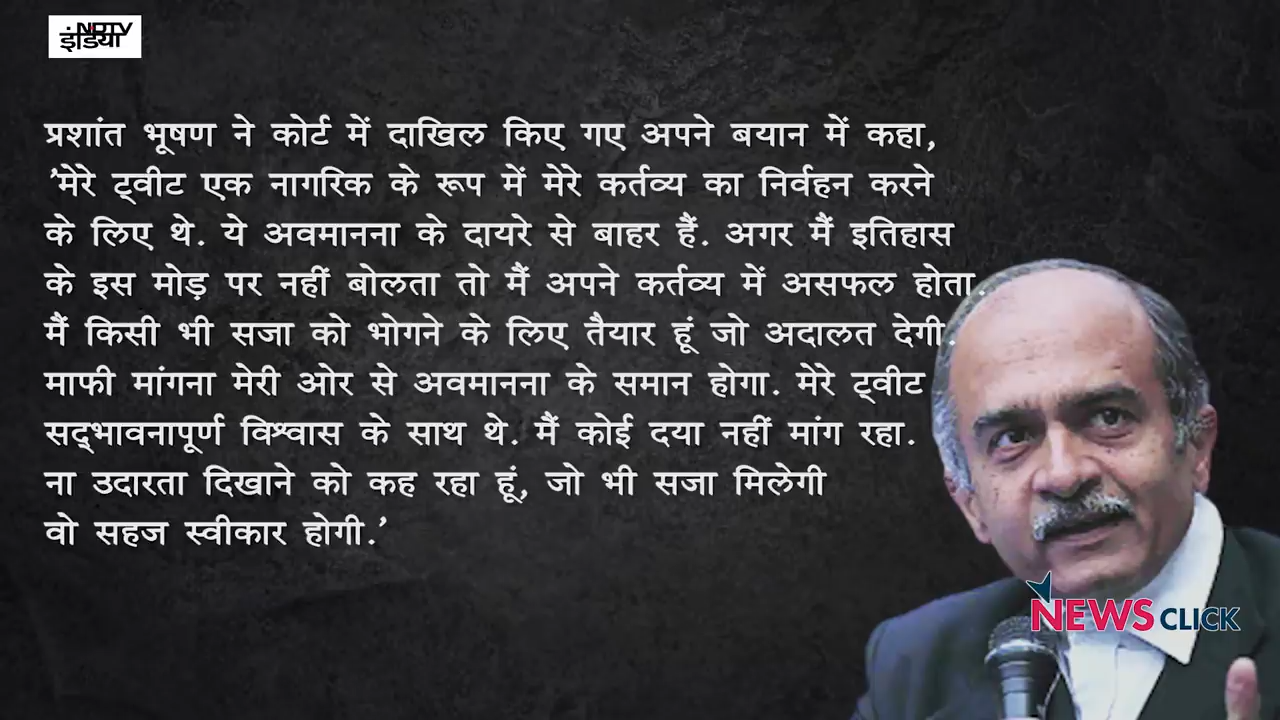 NDTV
इंडिया
प्रशांत भूषण ने कोर्ट में दाखिल किए गए अपने बयान में कहा,
’मेरे ट्वीट एक नागरिक के रूप में मेरे कर्तव्य का निर्वहन करने
के लिए थे. ये अवमानना के दायरे से बाहर हैं. अगर मैं इतिहास
के इस मोड़ पर नहीं बोलता तो मैं अपने कर्तव्य में असफल होता.
मैं किसी भी सजा को भोगने के लिए तैयार हूं जो अदालत देगी.
माफी मांगना मेरी ओर से अवमानना के समान होगा. मेरे ट्वीट
सद्भावनापूर्ण विश्वास के साथ थे. मैं कोई दया नहीं मांग रहा.
ना उदारता दिखाने को कह रहा हूं, जो भी सजा मिलेगी
वो सहज स्वीकार होगी.’
NEWSCLICK